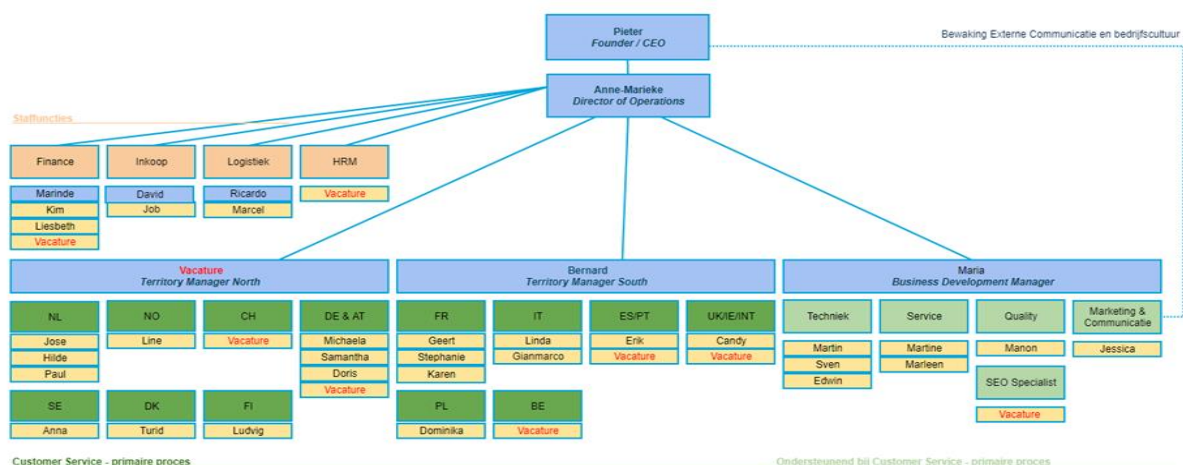 Pieter
Founder / CEO
Bewaking Externe Communicatie en bedrijfscultuur
Anne-Marieke
Director of Operations
Staffuncties
Finance
Inkoop
Logistiek
HRM
Marinde
David
Ricardo
Vacature
Kim
Job
Marcel
Liesbeth
Vacature
Vacature
Territory Manager North
Bernard
Territory Manager South
Maria
Business Development Manager
NL
NO
CH
DE & AT
FR
IT
ES/PT
UK/IE/INT
Techniek
Service
Quality
Marketing &
Communicatie
Jose
Hilde
Paul
Line
Vacature
Michaela
Samantha
Doris
Vacature
Geert
Stephanie
Karen
Linda
Gianmarco
Erik
Vacature
Candy
Vacature
Martin
Sven
Edwin
Martine
Marleen
Manon
Jessica
SE
DK
FI
PL
BE
SEO Specialist
Anna
Turid
Ludvig
Dominika
Vacature
Vacature
Customer Service - primaire proces
Ondersteunend bij Customer Service - primaire proces